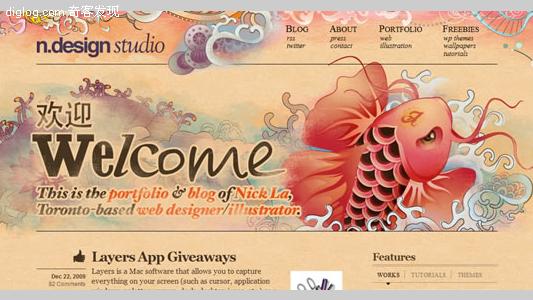 diglog.com 奇客发现
n.design studio
BLOG
rss
twitter
ABOUT
press
contact
PORTFOLIO
web
illustration
FREEBIES
wp themes
wallpapers
tutorials
欢迎
Welcome
This is the portfolio & blog of Nick La,
Toronto-based web designer/illustrator.
Layers App Giveaways
Dec 22, 2009
52 Comments
Layers is a Mac software that allows you to capture
everything on your screen (such as cursor, application
Features
WORKS | TUTORIALS | THEMES